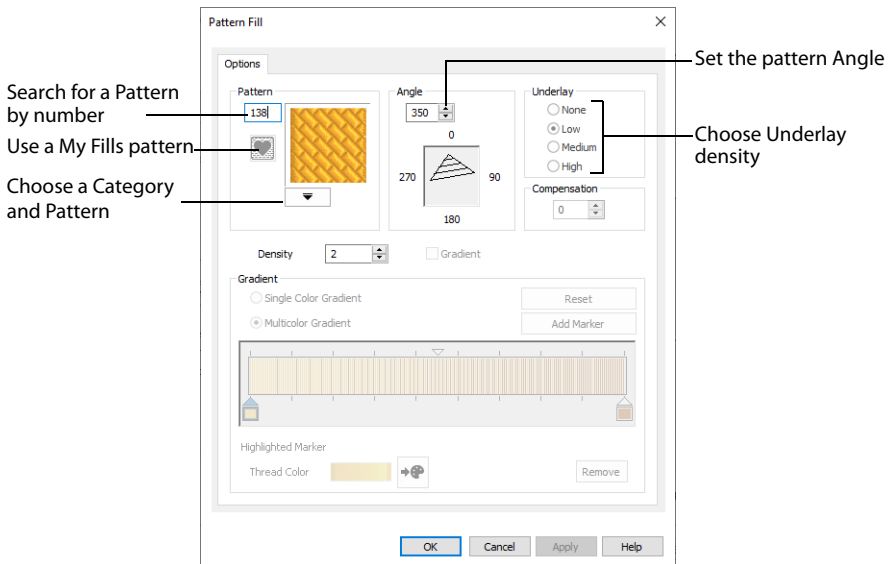 Pattern Fill
Options
Search for a Pattern
by number
Use a My Fills pattern
Choose a Category
and Pattern
Pattern
138
Angle
350
0
270
90
180
Underlay
None
Low
Medium
High
Set the pattern Angle
Choose Underlay
density
Compensation
0
Density
2
Gradient
Gradient
Single Color Gradient
Reset
Multicolor Gradient
Add Marker
Highlighted Marker
Thread Color
Remove
OK
Cancel
Apply
Help